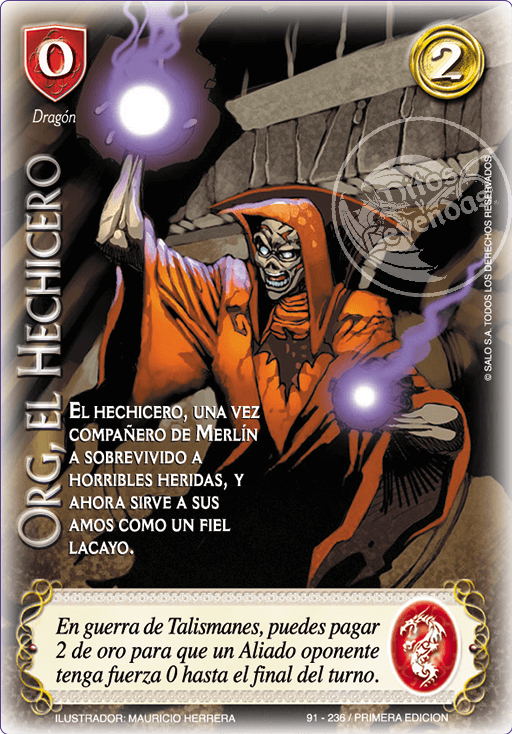 0
2
Dragón
ORG, EL HECHICERO
Mitos
Leyendas
© SALO S.A. TODOS LOS DERECHOS RESERVADOS
EL HECHICERO, UNA VEZ
COMPAÑERO DE MERLÍN
A SOBREVIVIDO A
HORRIBLES HERIDAS, Y
AHORA SIRVE A SUS
AMOS COMO UN FIEL
LACAYO.
En guerra de Talismanes, puedes pagar
2 de oro para que un Aliado oponente
tenga fuerza 0 hasta el final del turno.
ILUSTRADOR: MAURICIO HERRERA
91 - 236 / PRIMERA EDICION